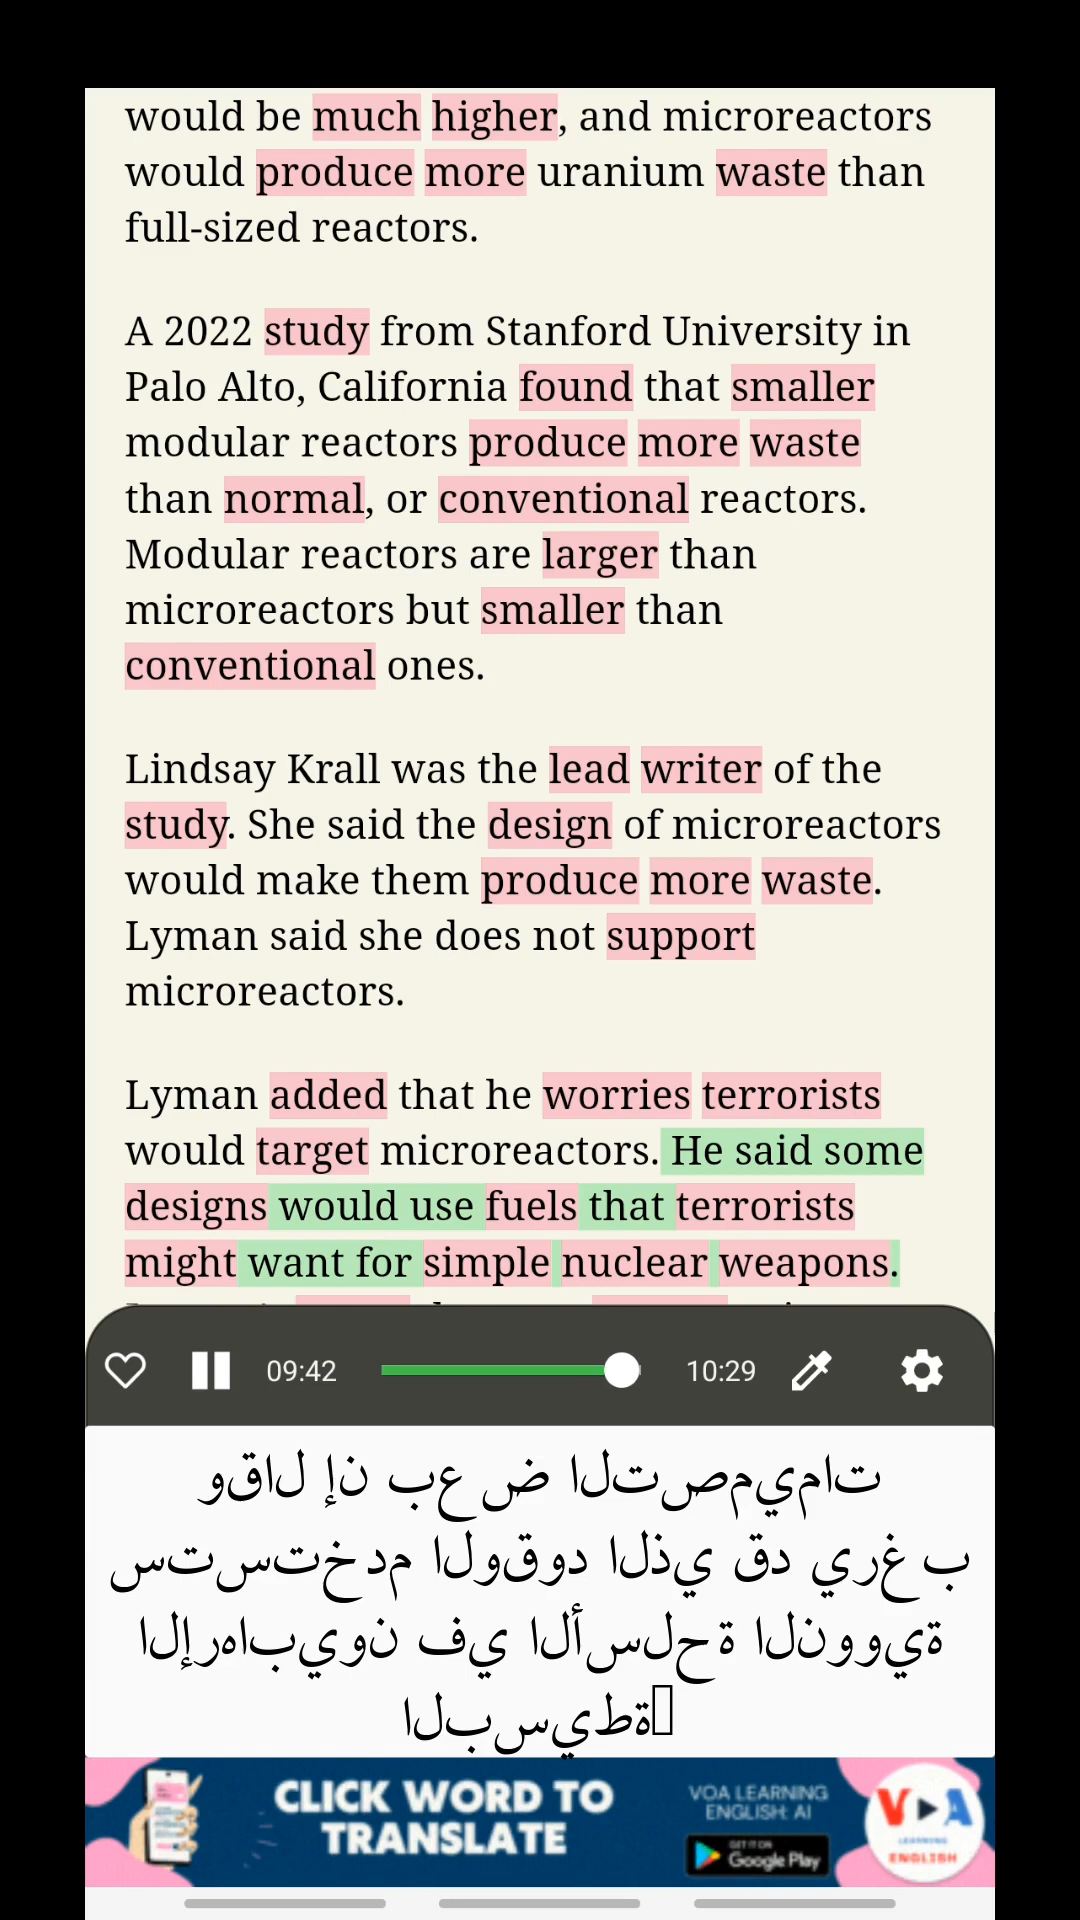 would be much higher, and microreactors
would produce more uranium waste than
full-sized reactors.
A 2022 study from Stanford University in
Palo Alto, California found that smaller
modular reactors produce more waste
than normal, or conventional reactors.
Modular reactors are larger than
microreactors but smaller than
conventional ones.
Lindsay Krall was the lead writer of the
study. She said the design of microreactors
would make them produce more waste.
Lyman said she does not support
microreactors.
Lyman added that he worries terrorists
would target microreactors. He said some
designs would use fuels that terrorists
might want for simple nuclear weapons.
09:42 10:29
وقال إن بعض التصميمات
ستستخدم الوقود الذي قد يرغب
الإرهابيون في الأسلحة النووية
البسيطة
CLICK WORD TO
TRANSLATE
VOA LEARNING
ENGLISH: AI
GET IT ON
Google Play
VOA
LEARNING
ENGLISH